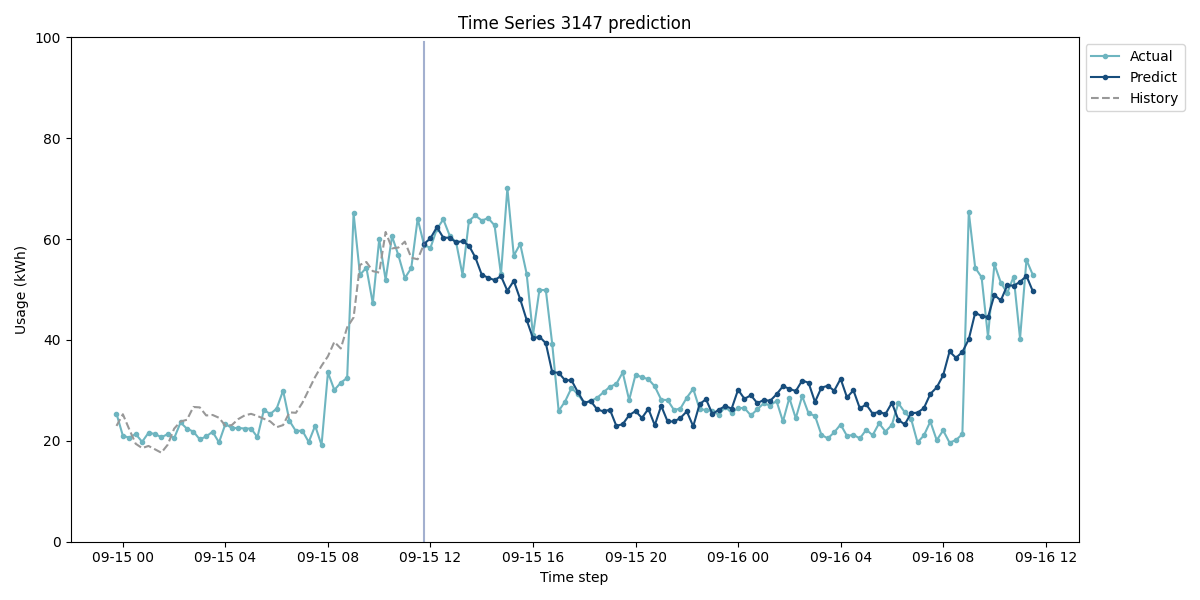 Time Series 3147 prediction
100
80
60
40
20
0
Usage (kWh)
09-15 00
09-15 04
09-15 08
09-15 12
09-15 16
09-15 20
09-16 00
09-16 04
09-16 08
09-16 12
Time step
Actual
Predict
History